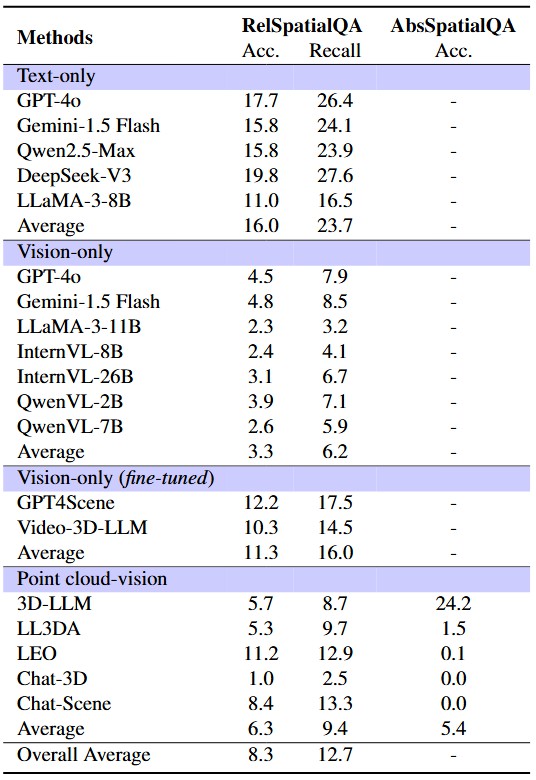 Methods RelSpatialQA AbsSpatialQA
Acc. Recall Acc.
Text-only
GPT-4o 17.7 26.4 -
Gemini-1.5 Flash 15.8 24.1 -
Qwen2.5-Max 15.8 23.9 -
DeepSeek-V3 19.8 27.6 -
LLaMA-3-8B 11.0 16.5 -
Average 16.0 23.7 -
Vision-only
GPT-4o 4.5 7.9 -
Gemini-1.5 Flash 4.8 8.5 -
LLaMA-3-11B 2.3 3.2 -
InternVL-8B 2.4 4.1 -
InternVL-26B 3.1 6.7 -
QwenVL-2B 3.9 7.1 -
QwenVL-7B 2.6 5.9 -
Average 3.3 6.2 -
Vision-only (fine-tuned)
GPT4Scene 12.2 17.5 -
Video-3D-LLM 10.3 14.5 -
Average 11.3 16.0 -
Point cloud-vision
3D-LLM 5.7 8.7 24.2
LL3DA 5.3 9.7 1.5
LEO 11.2 12.9 0.1
Chat-3D 1.0 2.5 0.0
Chat-Scene 8.4 13.3 0.0
Average 6.3 9.4 5.4
Overall Average 8.3 12.7 -